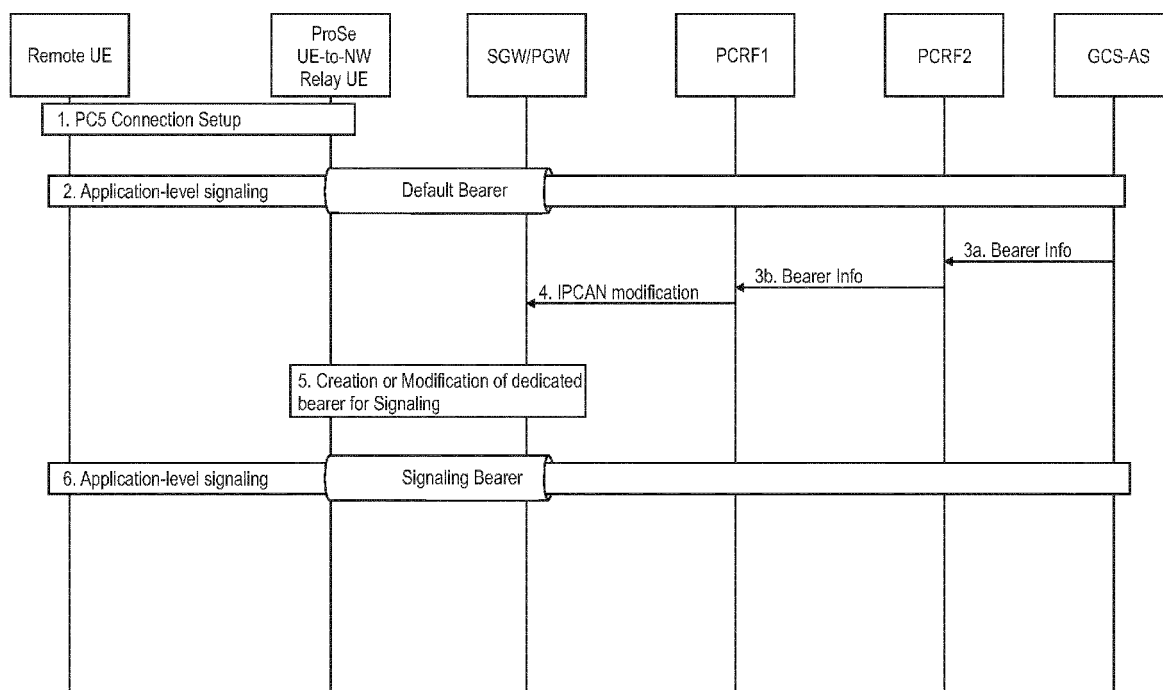 Remote UE
ProSe
UE-to-NW
Relay UE
SGW/PGW
PCRF1
PCRF2
GCS-AS
1. PC5 Connection Setup
2. Application-level signaling
Default Bearer
3a. Bearer Info
3b. Bearer Info
4. IPCAN modification
5. Creation or Modification of dedicated
bearer for Signaling
6. Application-level signaling
Signaling Bearer